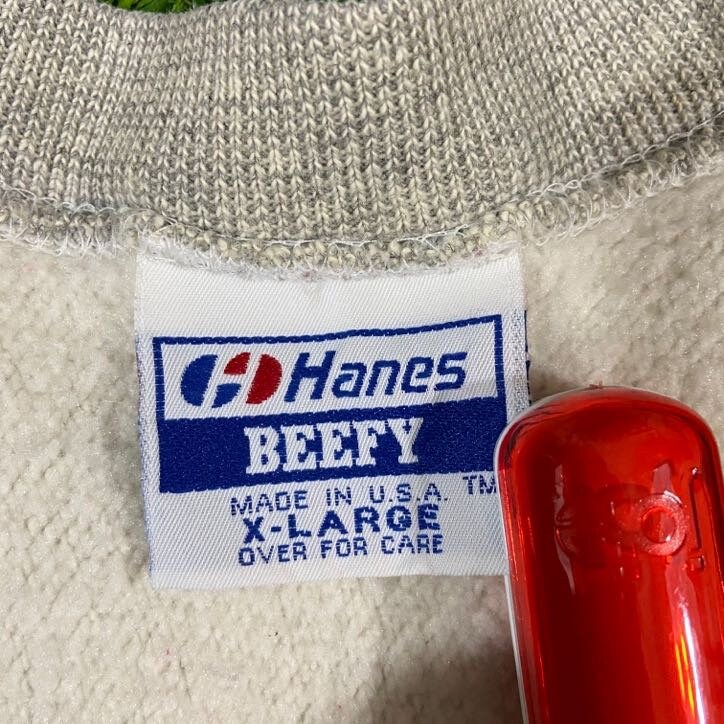 Hanes
BEEFY
TM
MADE IN U.S.A.
X-LARGE
OVER FOR CARE